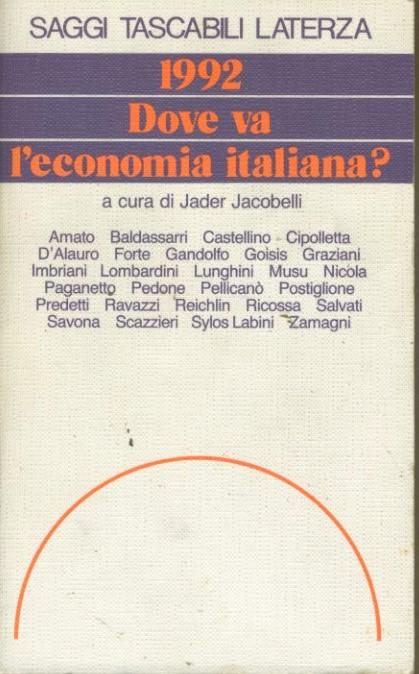 SAGGI TASCABILI LATERZA
1992
Dove va
l'economia italiana?
a cura di Jader Jacobelli
Amato Baldassarri Castellino Cipolletta
D'Alauro Forte Gandolfo Goisis Graziani
Imbriani Lombardini Lunghini Musu Nicola
Paganetto Pedone Pellicanò Postiglione
Predetti Ravazzi Reichlin Ricossa Salvati
Savona Scazzieri Sylos Labini Zamagni